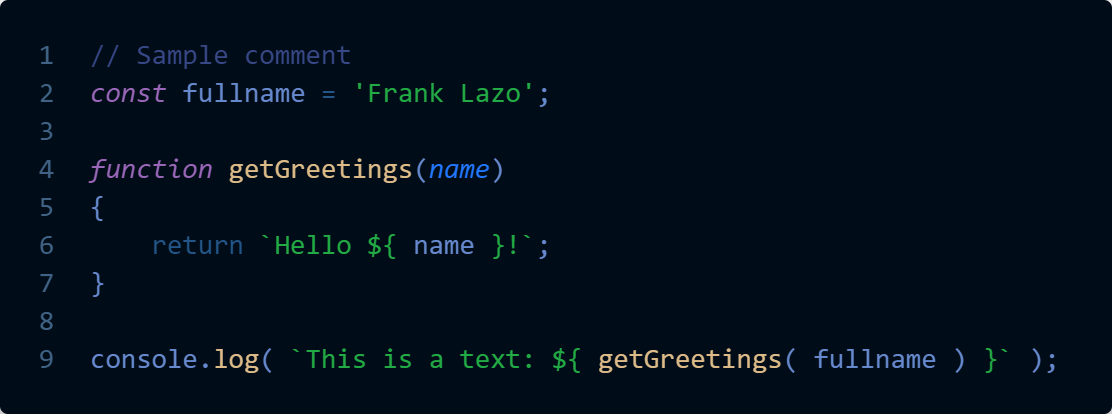 1 // Sample comment
2 const fullname = 'Frank Lazo';
3
4 function getGreetings(name)
5 {
6     return `Hello ${ name }!`;
7 }
8
9 console.log( `This is a text: ${ getGreetings( fullname ) }` );